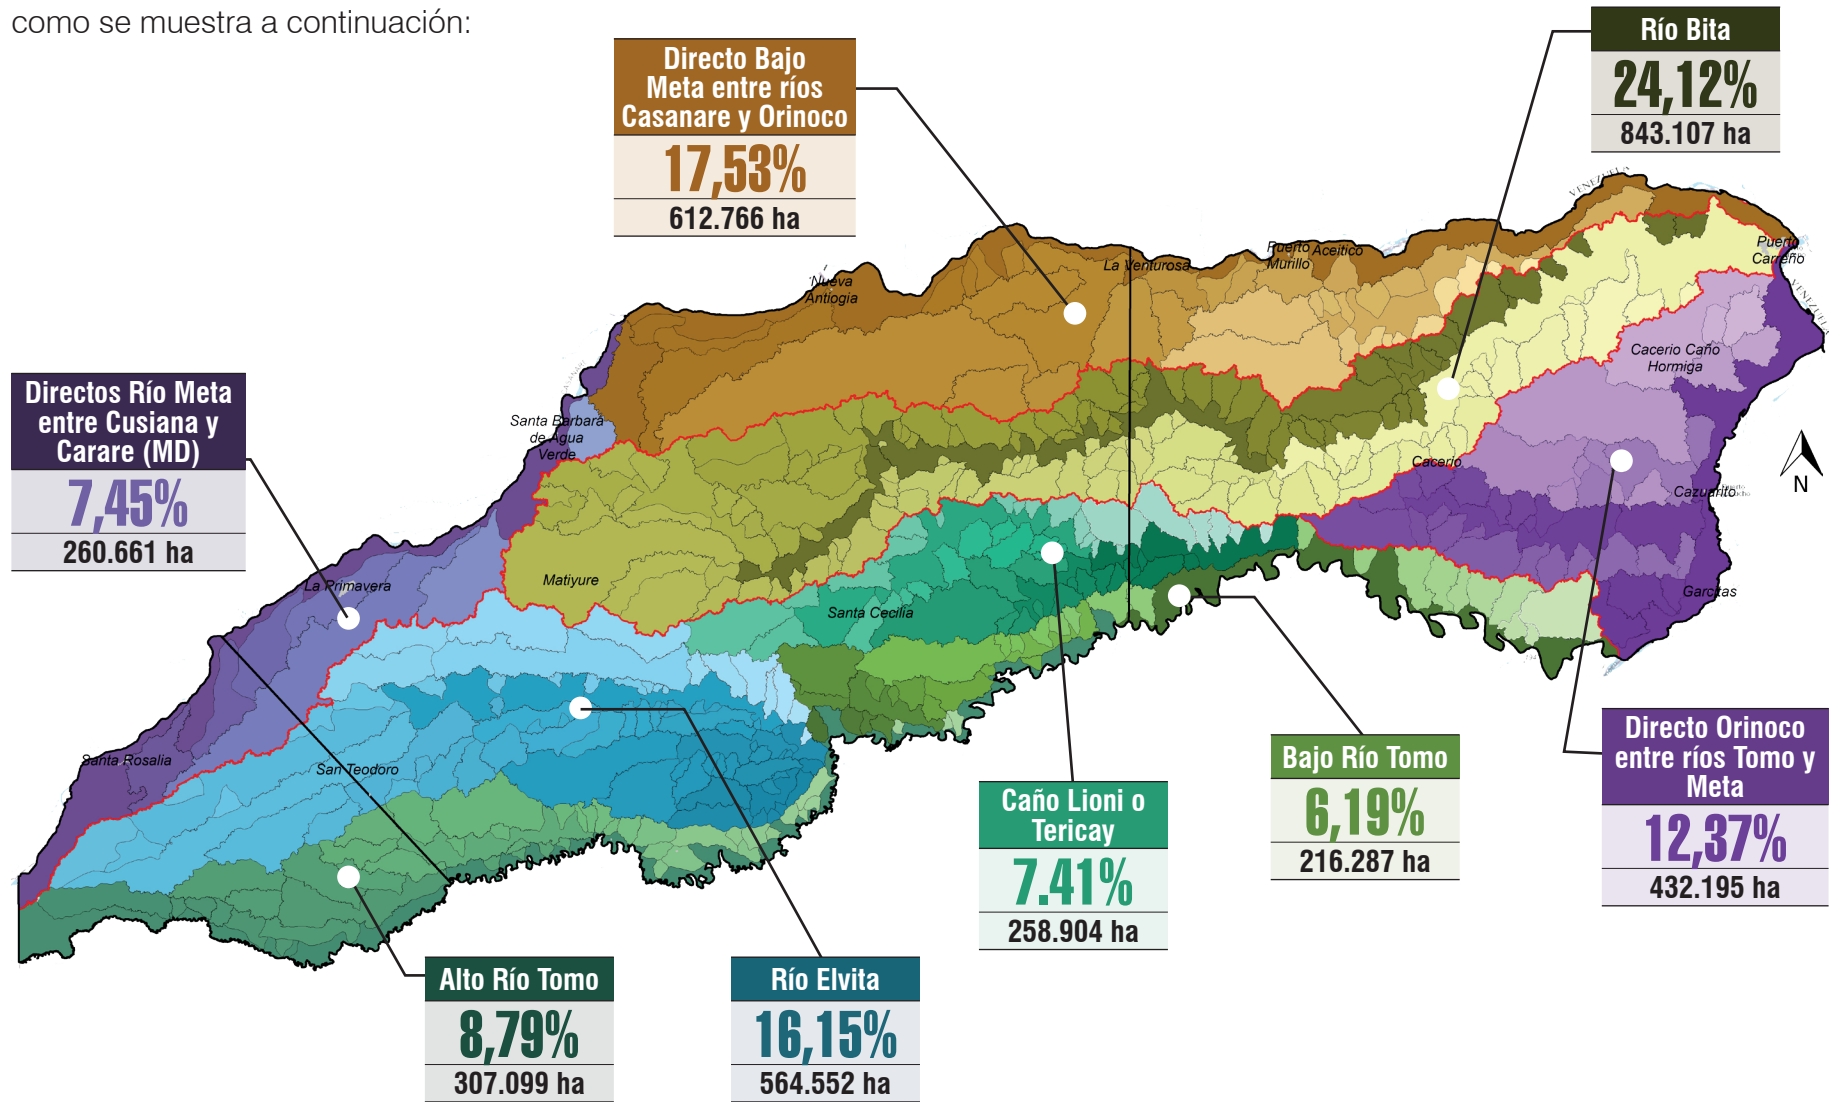 como se muestra a continuación:
Río Bita
24,12%
843.107 ha
Directo Bajo
Meta entre ríos
Casanare y Orinoco
17,53%
612.766 ha
VENEZUELA
Puerto
Carreño
VENEZUELA
La Venturosa
Puerto
Murillo
Aceitico
Nueva
Antiogia
Cacerio Caño
Hormiga
Directos Río Meta
entre Cusiana y
Carare (MD)
7,45%
260.661 ha
Santa Barbará
de Agua
Verde
Cacerio
Cazuarito
N
La Primavera
Matiyure
Santa Cecilia
Garcitas
Santa Rosalia
San Teodoro
Directo Orinoco
entre ríos Tomo y
Meta
12,37%
432.195 ha
Bajo Río Tomo
6,19%
216.287 ha
Caño Lioni o
Tericay
7.41%
258.904 ha
Alto Río Tomo
8,79%
307.099 ha
Río Elvita
16,15%
564.552 ha